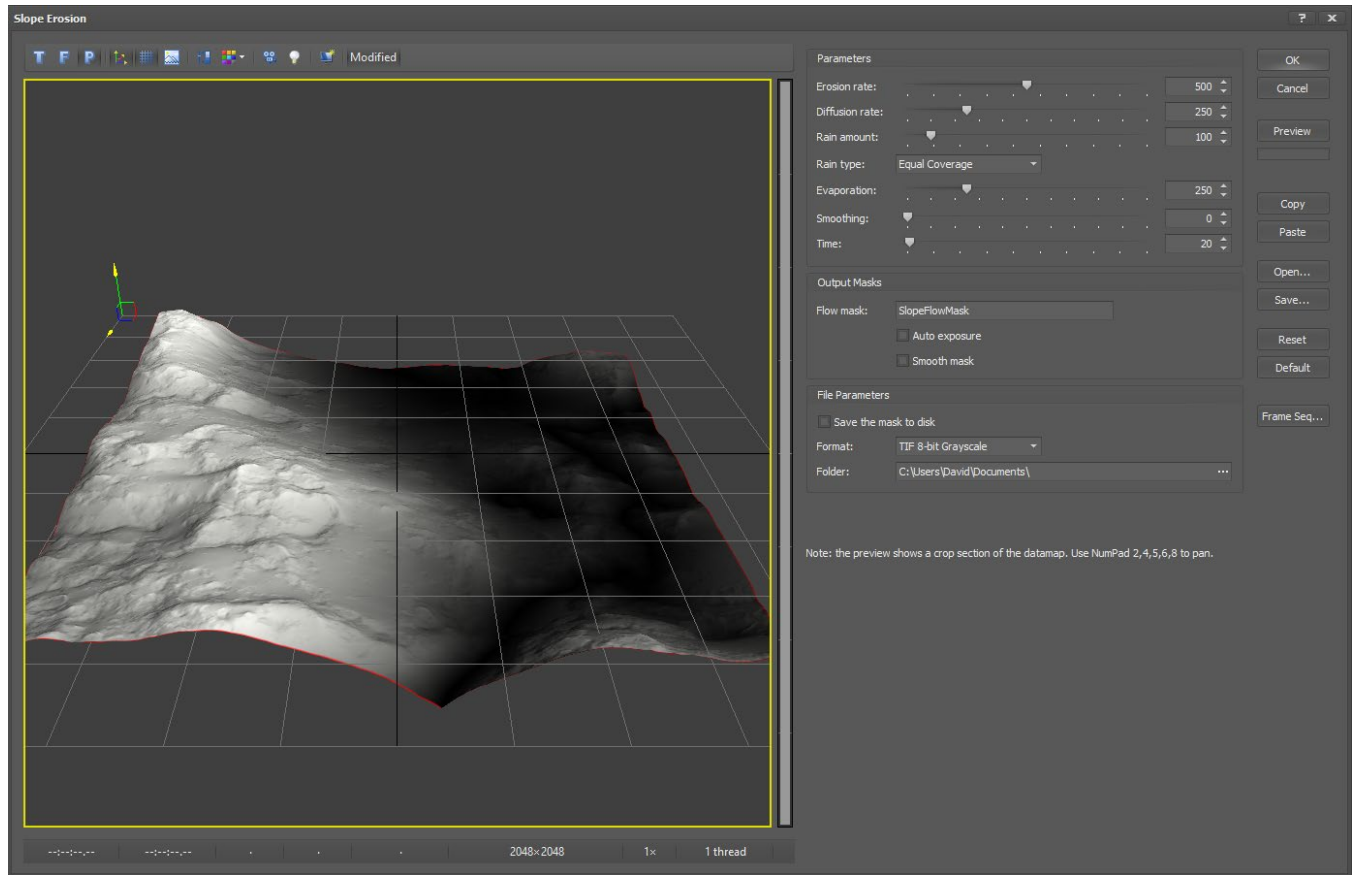 Slope Erosion
? x
T F P Modified
Parameters
Erosion rate: 500
Diffusion rate: 250
Rain amount: 100
Rain type: Equal Coverage
Evaporation: 250
Smoothing: 0
Time: 20
Output Masks
Flow mask: SlopeFlowMask
Auto exposure
Smooth mask
File Parameters
Save the mask to disk
Format: TIF 8-bit Grayscale
Folder: C:\Users\David\Documents\ ...
Note: the preview shows a crop section of the datamap. Use NumPad 2,4,5,6,8 to pan.
OK
Cancel
Preview
Copy
Paste
Open...
Save...
Reset
Default
Frame Seq...
--:--:--.-- --:--:--.-- . . . 2048×2048 1× 1 thread